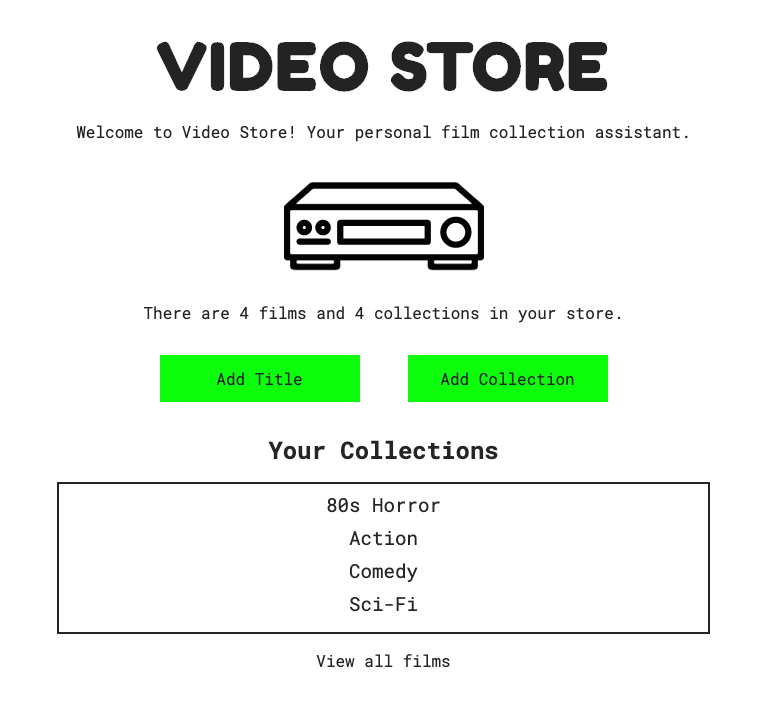 VIDEO STORE
Welcome to Video Store! Your personal film collection assistant.
There are 4 films and 4 collections in your store.
Add Title
Add Collection
Your Collections
80s Horror
Action
Comedy
Sci-Fi
View all films